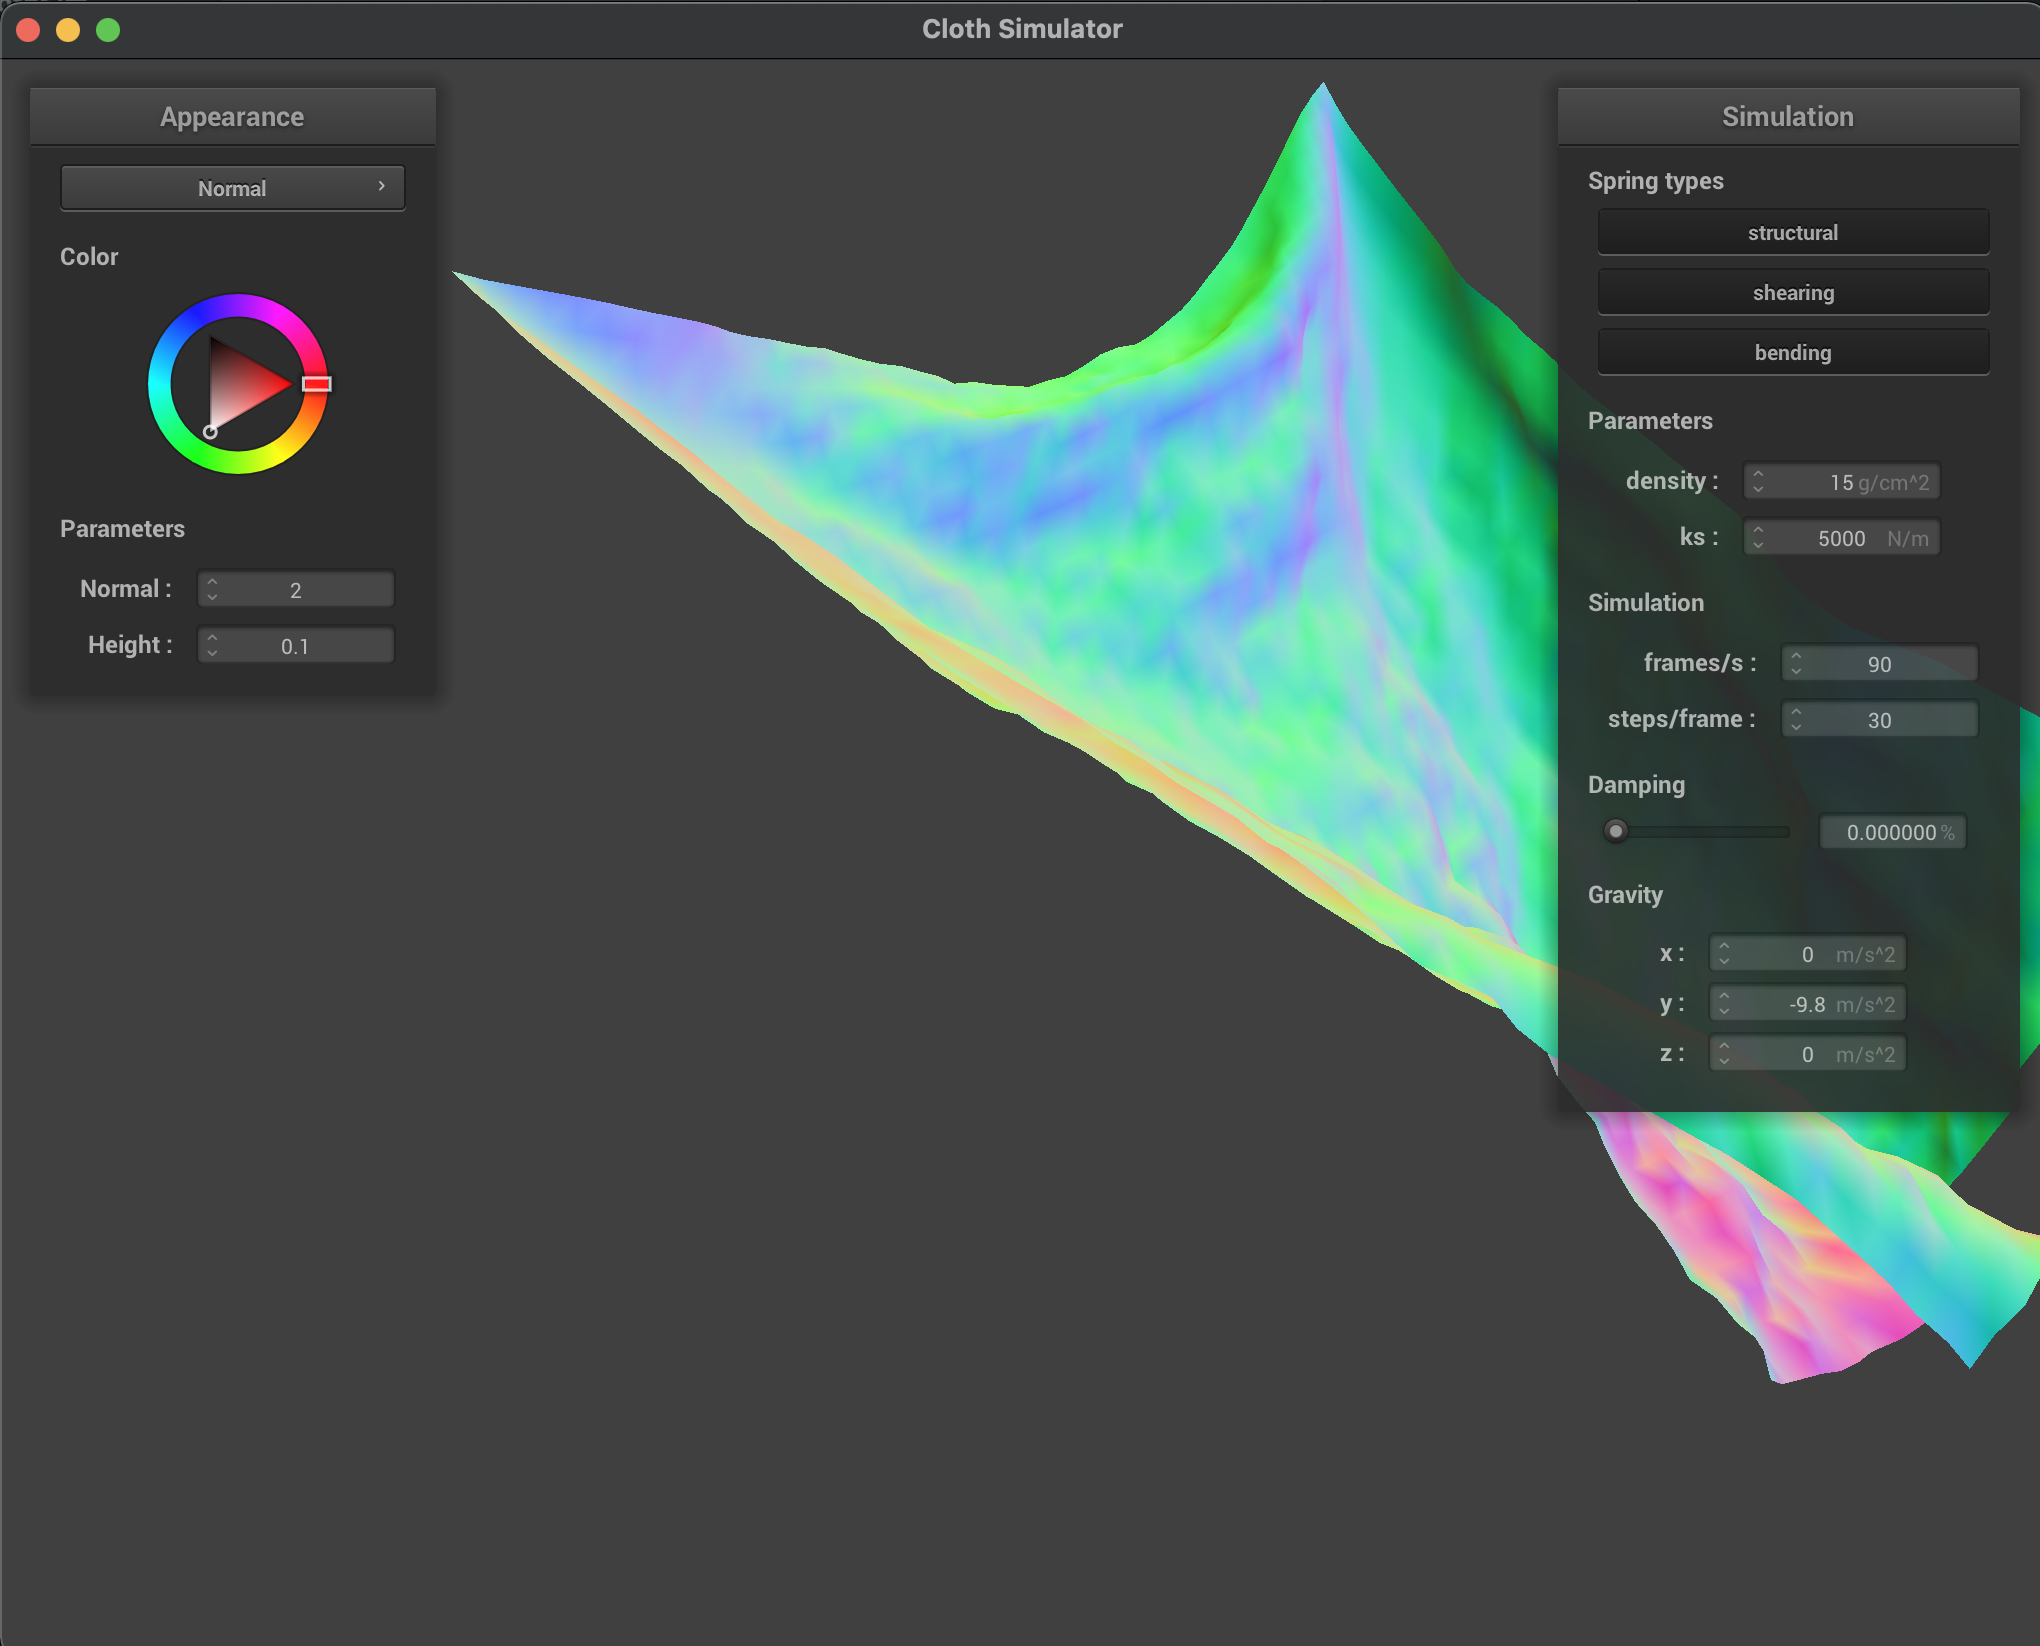 Cloth Simulator
Appearance
Normal
Color
Parameters
Normal : 2
Height : 0.1
Simulation
Spring types
structural
shearing
bending
Parameters
density : 15 g/cm^2
ks : 5000 N/m
Simulation
frames/s : 90
steps/frame : 30
Damping
0.000000 %
Gravity
x : 0 m/s^2
y : -9.8 m/s^2
z : 0 m/s^2